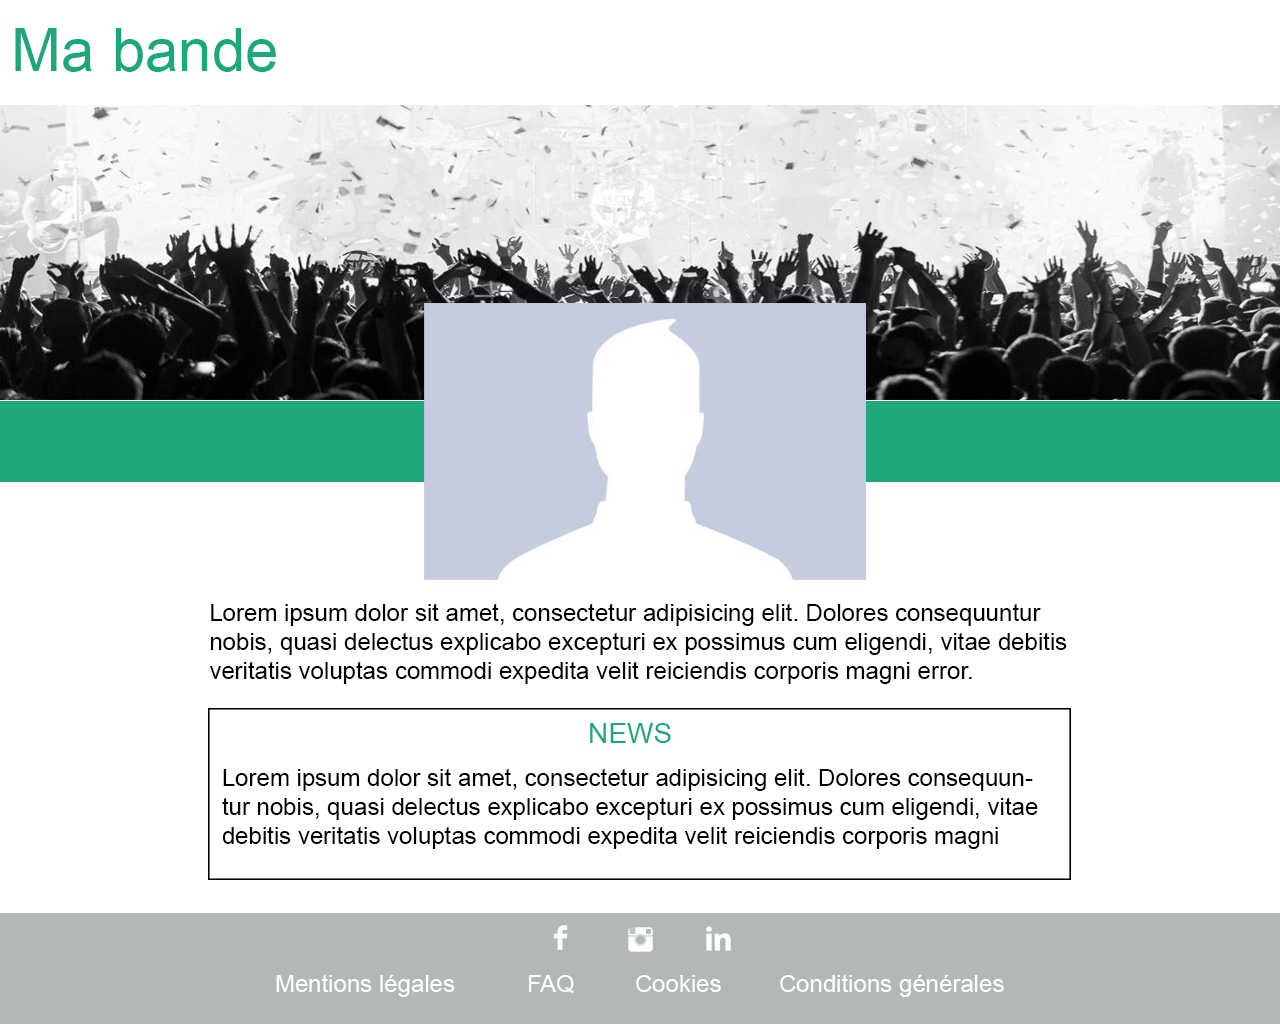 Ma bande
Lorem ipsum dolor sit amet, consectetur adipisicing elit. Dolores consequuntur
nobis, quasi delectus explicabo excepturi ex possimus cum eligendi, vitae debitis
veritatis voluptas commodi expedita velit reiciendis corporis magni error.
NEWS
Lorem ipsum dolor sit amet, consectetur adipisicing elit. Dolores consequun-
tur nobis, quasi delectus explicabo excepturi ex possimus cum eligendi, vitae
debitis veritatis voluptas commodi expedita velit reiciendis corporis magni
f in
Mentions légales FAQ Cookies Conditions générales